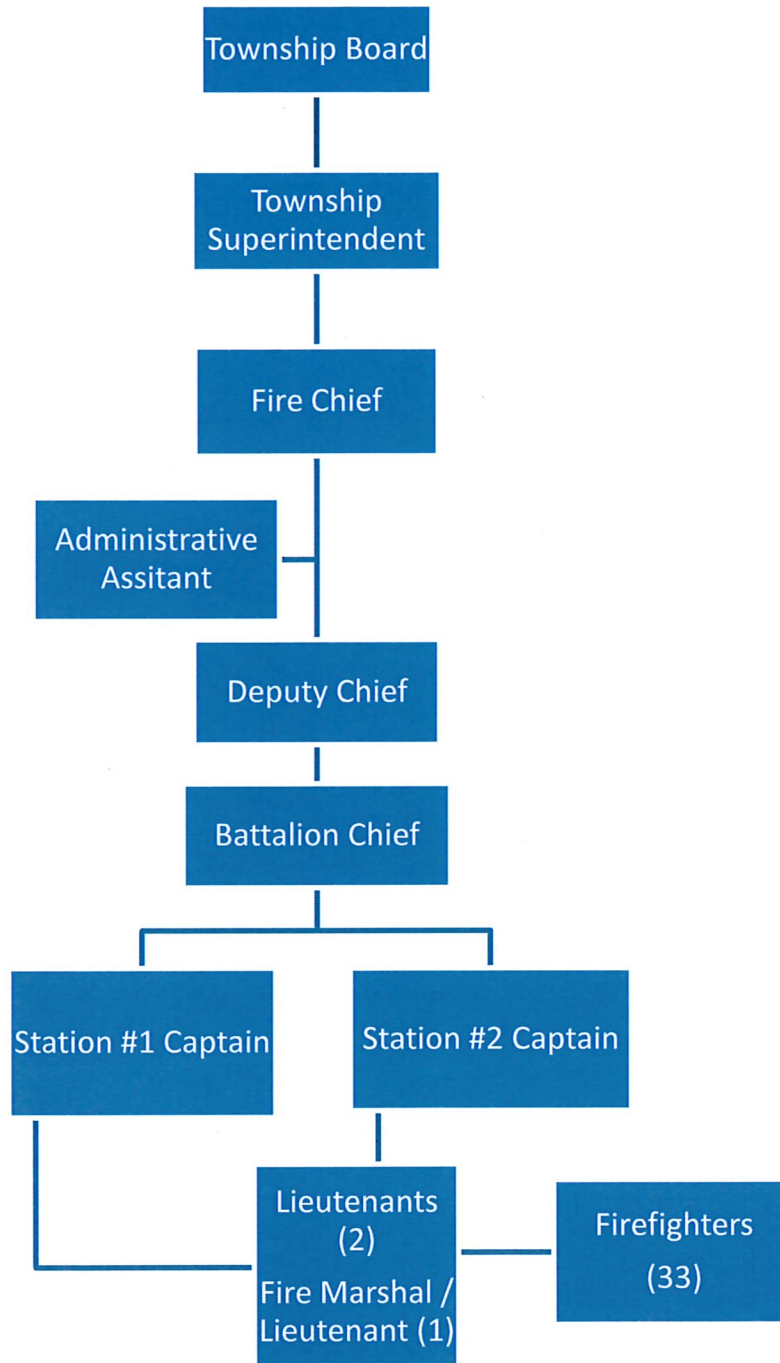 Township Board
Township
Superintendent
Fire Chief
Administrative
Assitant
Deputy Chief
Battalion Chief
Station #1 Captain
Station #2 Captain
Lieutenants
(2)
Fire Marshal /
Lieutenant (1)
Firefighters
(33)